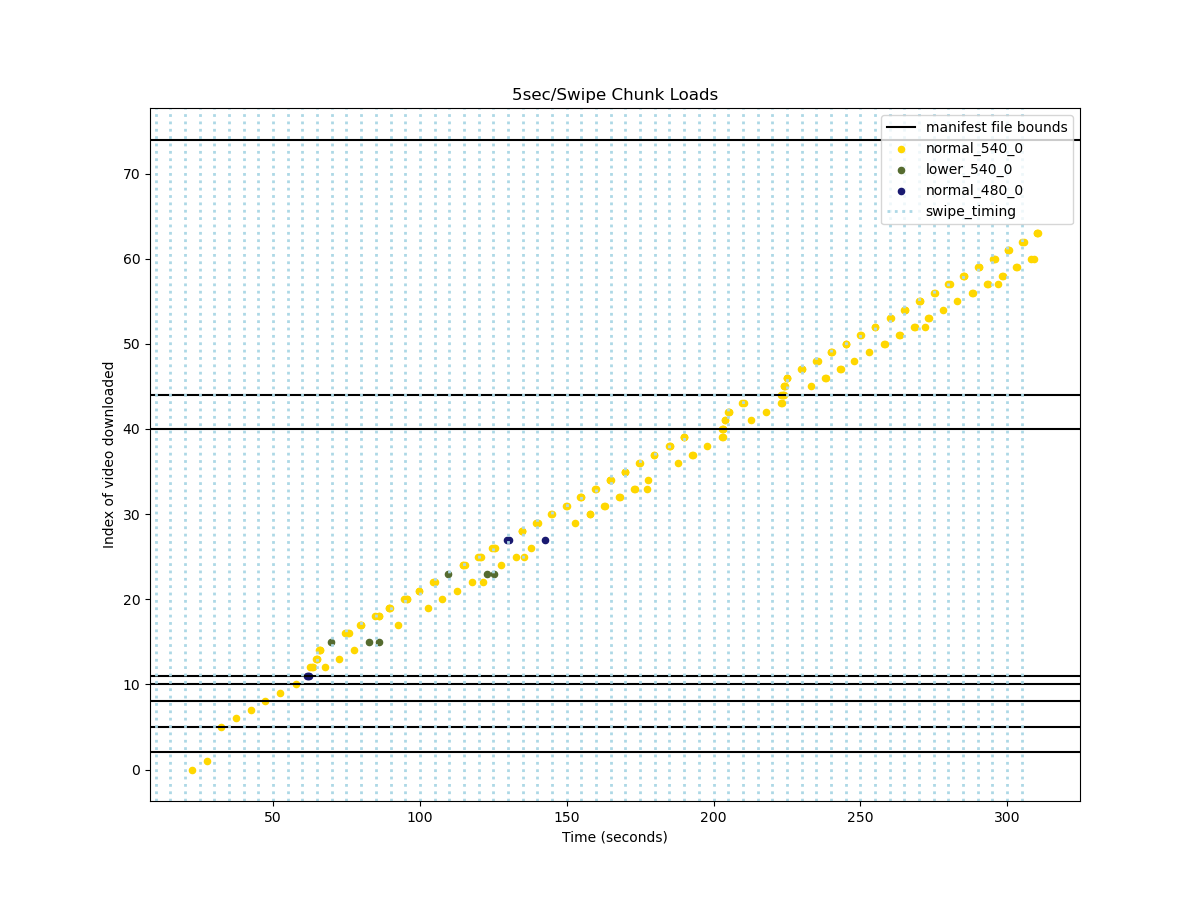 5sec/Swipe Chunk Loads
manifest file bounds
normal_540_0
lower_540_0
normal_480_0
swipe_timing
Index of video downloaded
70
60
50
40
30
20
10
0
50 100 150 200 250 300
Time (seconds)